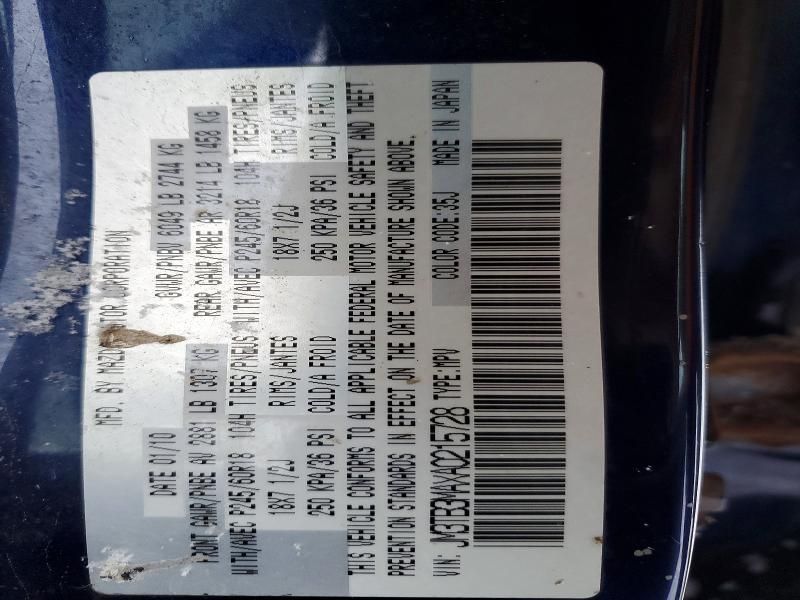 MFD. BY MAZD TOR CORPORATION
DATE 01/10 GVWR/PNBV 6049 LB 2744 KG
FRONT GAWR/PNBE AV 2881 LB 1307 KG REAR GAWR/PNBE AR 3214 LB 1458 KG
WITH/AVEC P245/60R18 104H TIRES/PNEUS WITH/AVEC P245/60R18 104H TIRES/PNEUS
18X7 1/2J RIMS/JANTES 18X7 1/2J RIMS/JANTES
250 KPA/36 PSI COLD/A FROID 250 KPA/36 PSI COLD/A FROID
THIS VEHICLE CONFORMS TO ALL APPLICABLE FEDERAL MOTOR VEHICLE SAFETY AND THEFT
PREVENTION STANDARDS IN EFFECT ON THE DATE OF MANUFACTURE SHOWN ABOVE.
VIN: JM3TB3MAXA0215728 TYPE:MPV COLOR CODE:35J MADE IN JAPAN